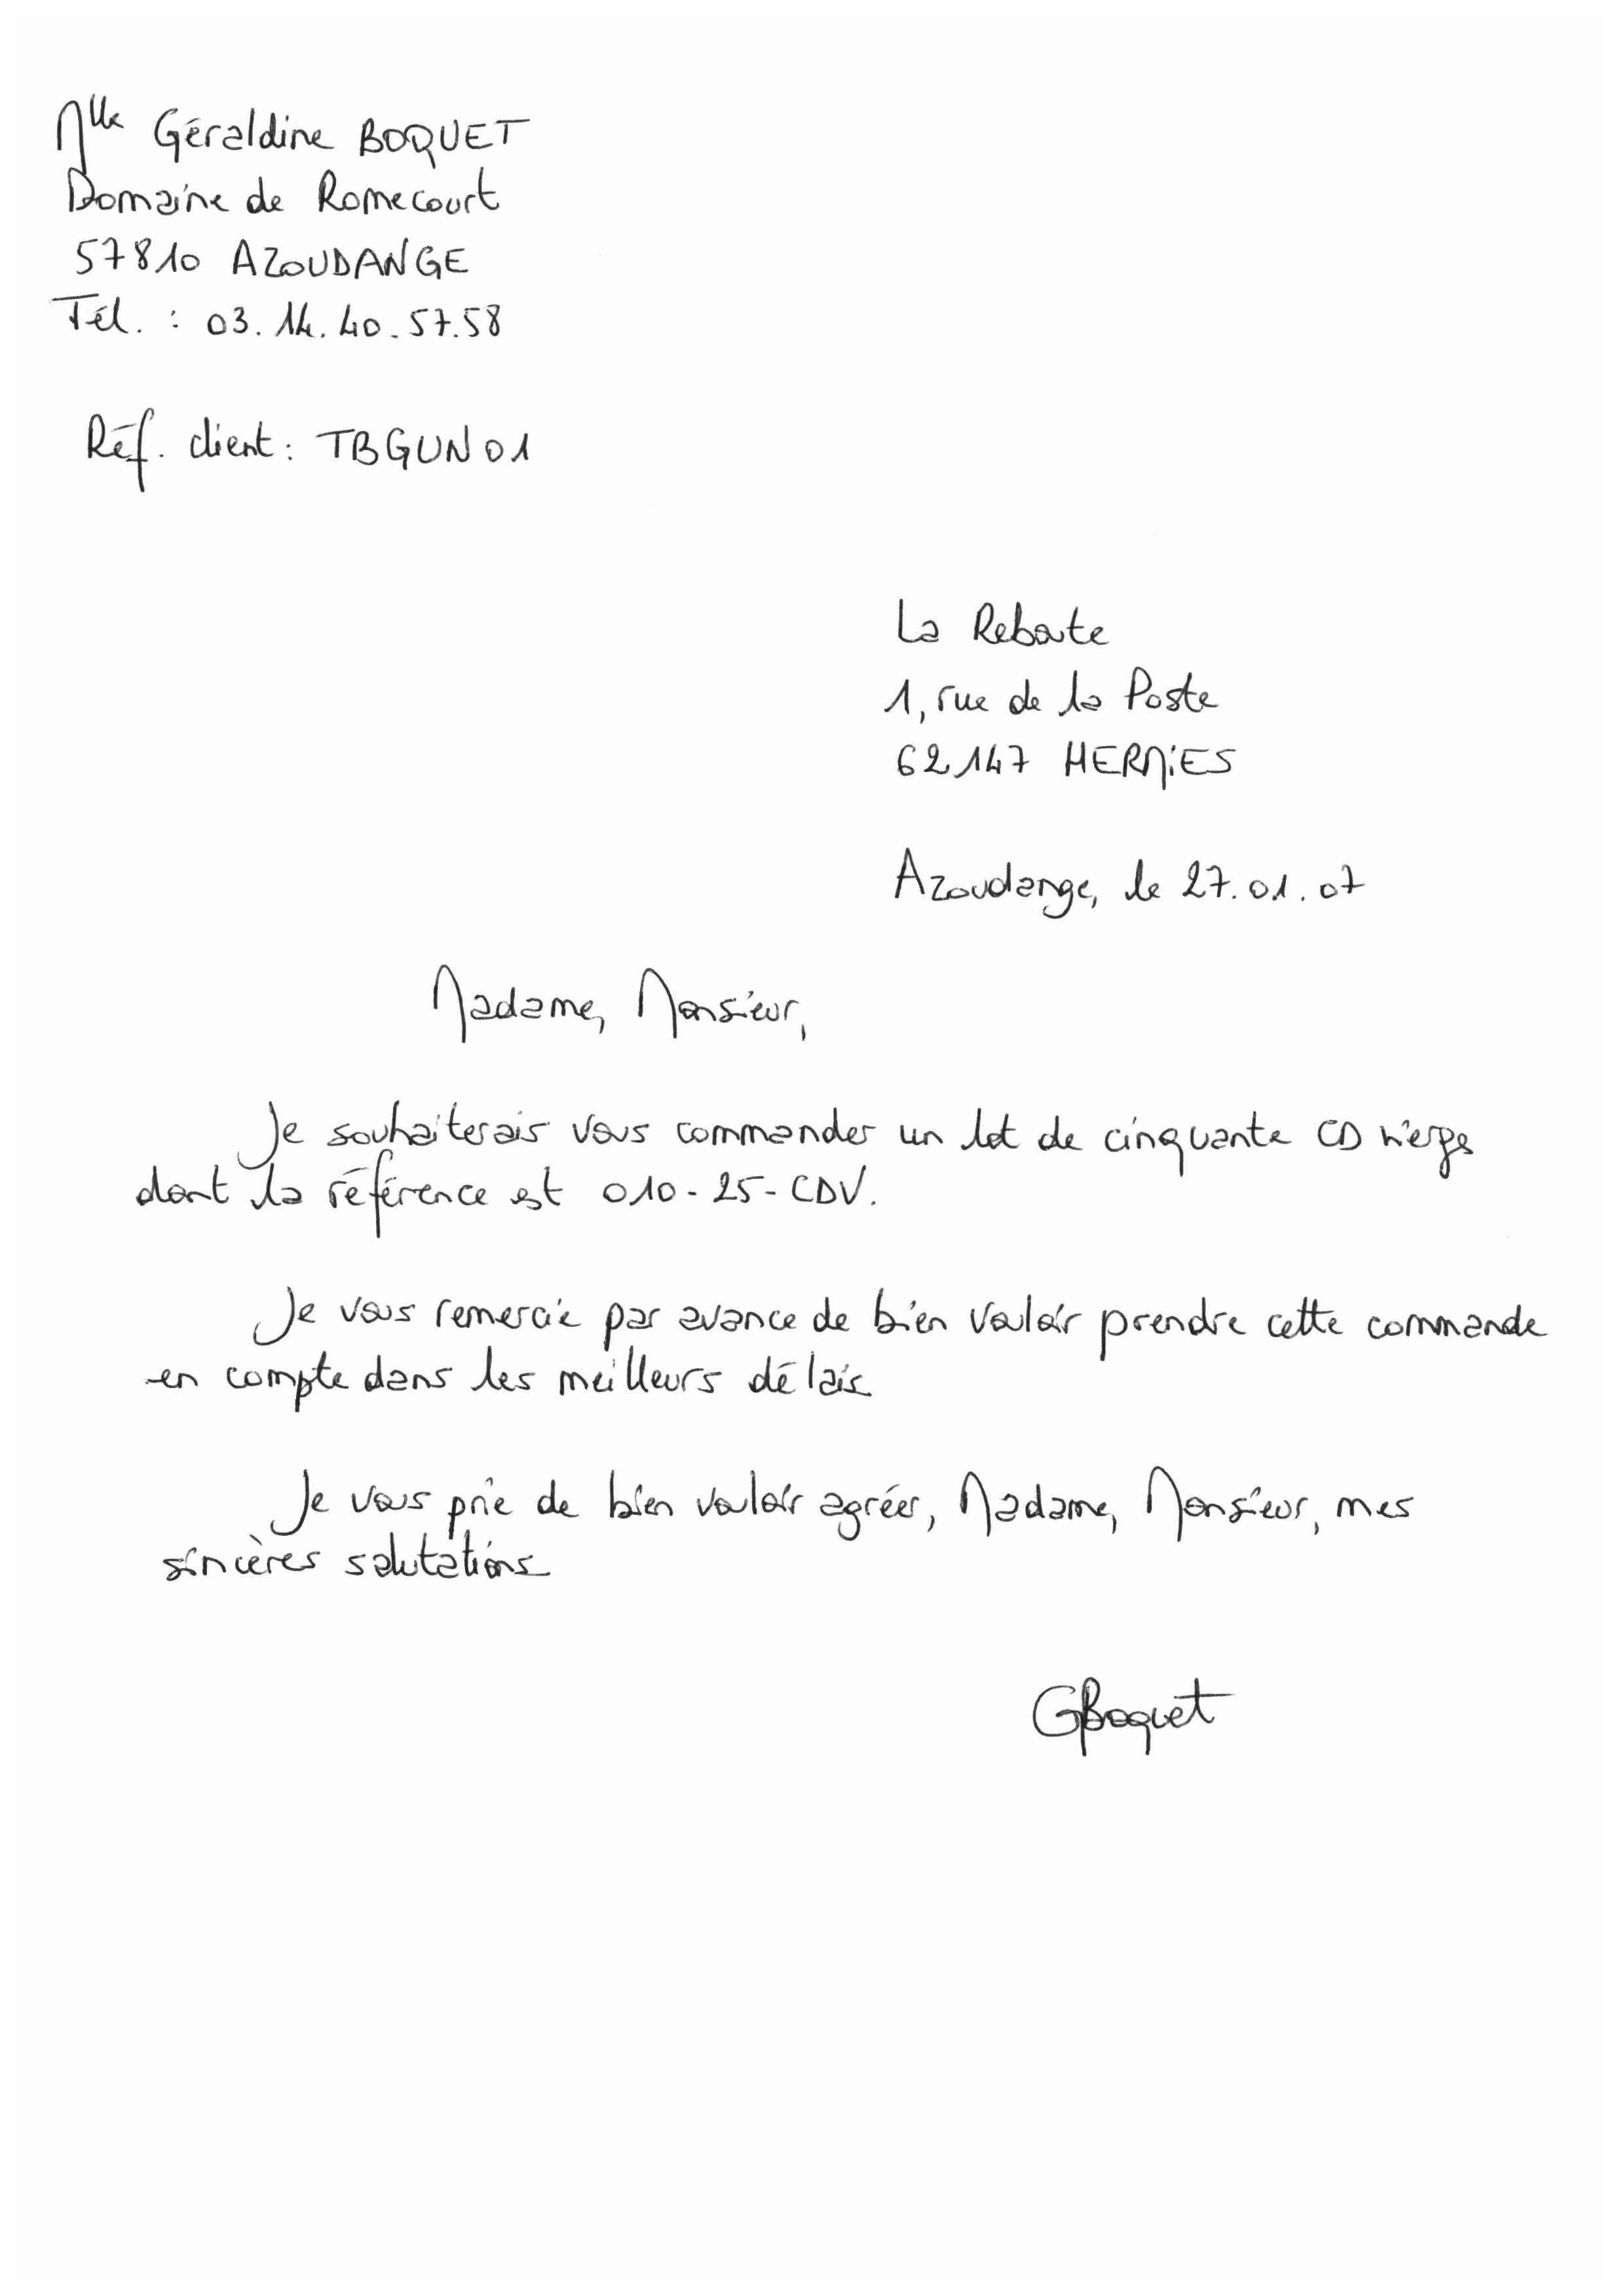 Mlle Géraldine BOQUET
Domaine de Romecourt
57810 AZOUDANGE
Tél. : 03.14.40.57.58
Réf. client : TBGUN01
La Reboute
1, rue de la Poste
62147 HERMiES
Azoudange, le 27.01.07
Madame, Monsieur,
Je souhaiterais vous commander un lot de cinquante CD vierges
dont la référence est 010-25-CDV.
Je vous remercie par avance de bien vouloir prendre cette commande
en compte dans les meilleurs délais.
Je vous prie de bien vouloir agréer, Madame, Monsieur, mes
sincères salutations.
GBoquet